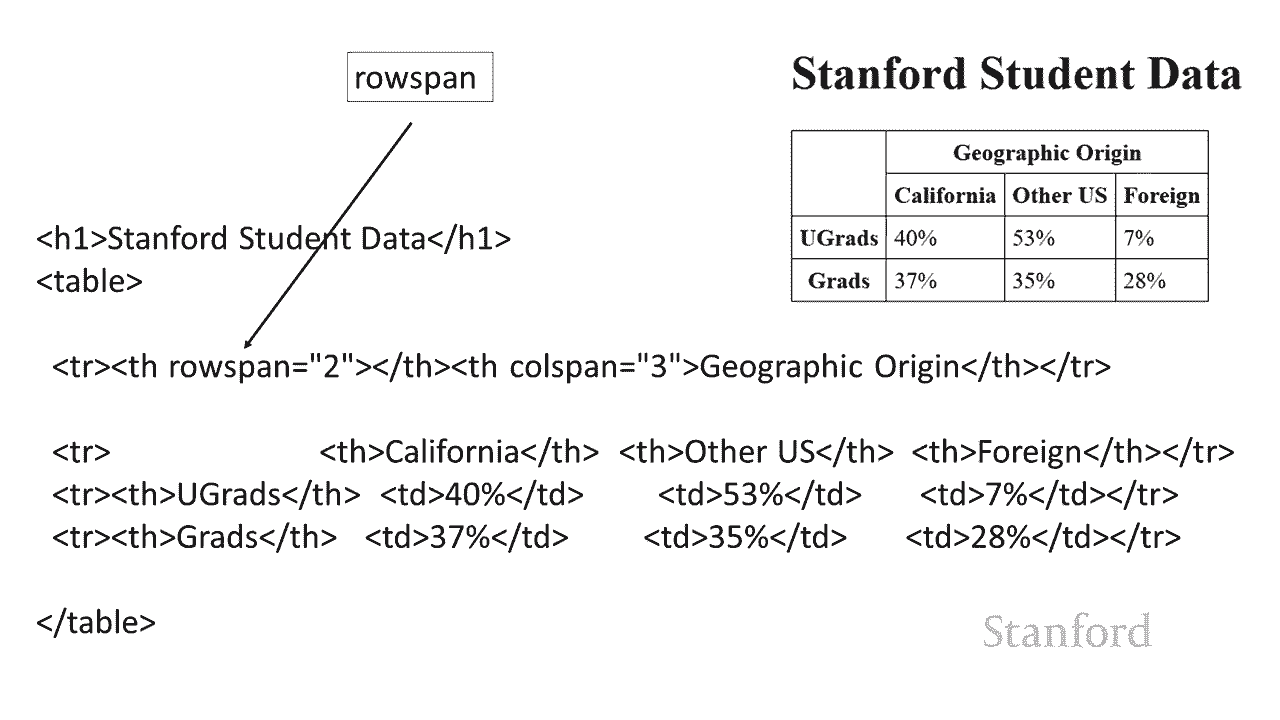 rowspan
Stanford Student Data
Geographic Origin
California Other US Foreign
UGrads 40% 53% 7%
Grads 37% 35% 28%
<h1>Stanford Student Data</h1>
<table>
<tr><th rowspan="2"></th><th colspan="3">Geographic Origin</th></tr>
<tr> <th>California</th> <th>Other US</th> <th>Foreign</th></tr>
<tr><th>UGrads</th> <td>40%</td> <td>53%</td> <td>7%</td></tr>
<tr><th>Grads</th> <td>37%</td> <td>35%</td> <td>28%</td></tr>
</table>
Stanford